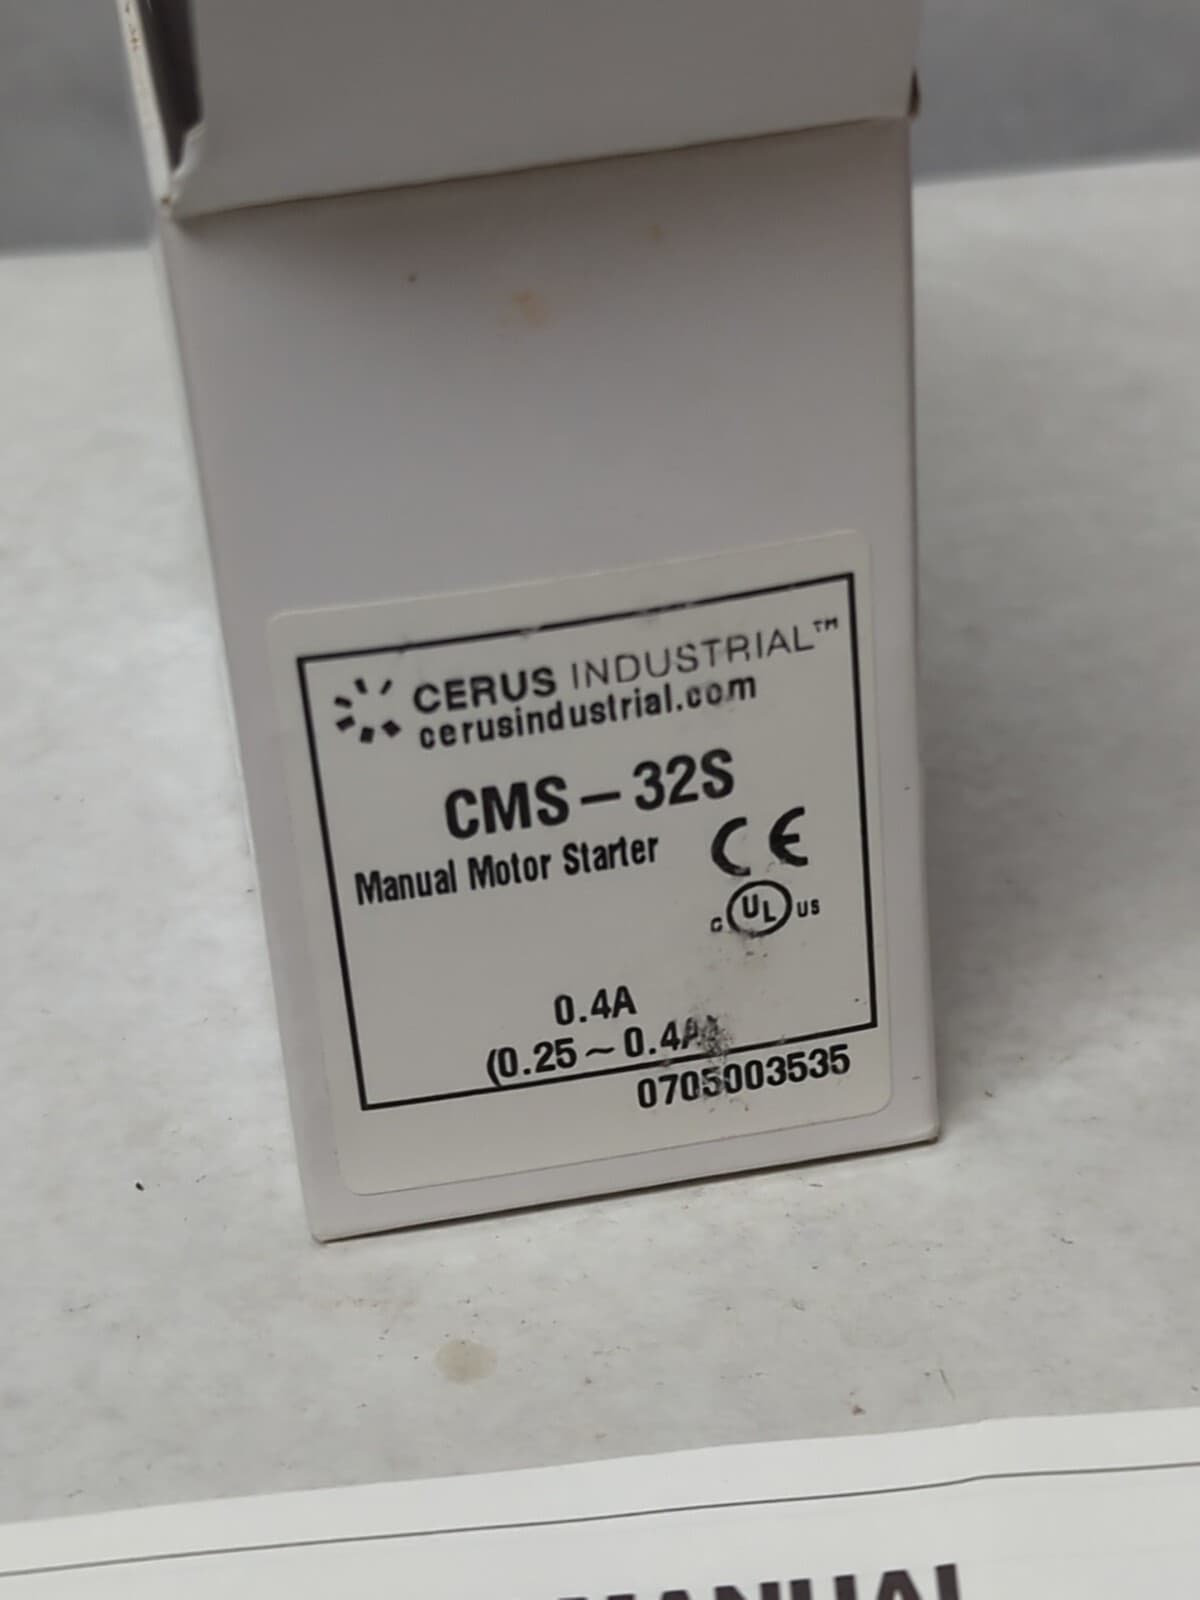 CERUS INDUSTRIAL™
cerusindustrial.com
CMS-32S
Manual Motor Starter
CE
c UL us
0.4A
(0.25~0.4A)
0705003535
MANUAL